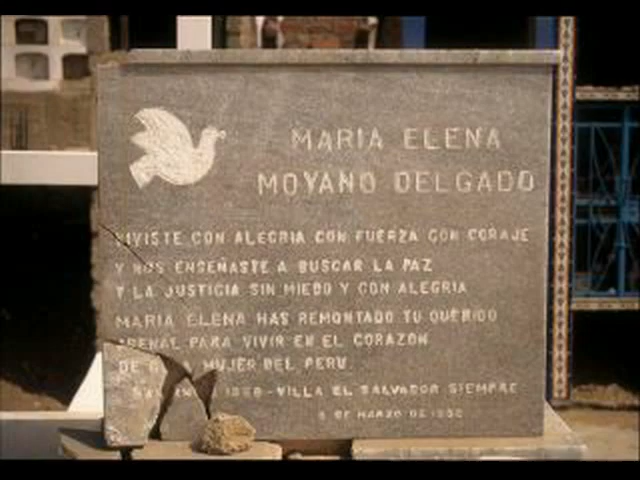 MARIA ELENA
MOYANO DELGADO
VIVISTE CON ALEGRIA CON FUERZA CON CORAJE
Y NOS ENSEÑASTE A BUSCAR LA PAZ
Y LA JUSTICIA SIN MIEDO Y CON ALEGRIA
MARIA ELENA HAS REMONTADO TU QUERIDO
ARENAL PARA VIVIR EN EL CORAZON
DE MUJER DEL PERU.
VILLA EL SALVADOR SIEMPRE
DE MARZO DE